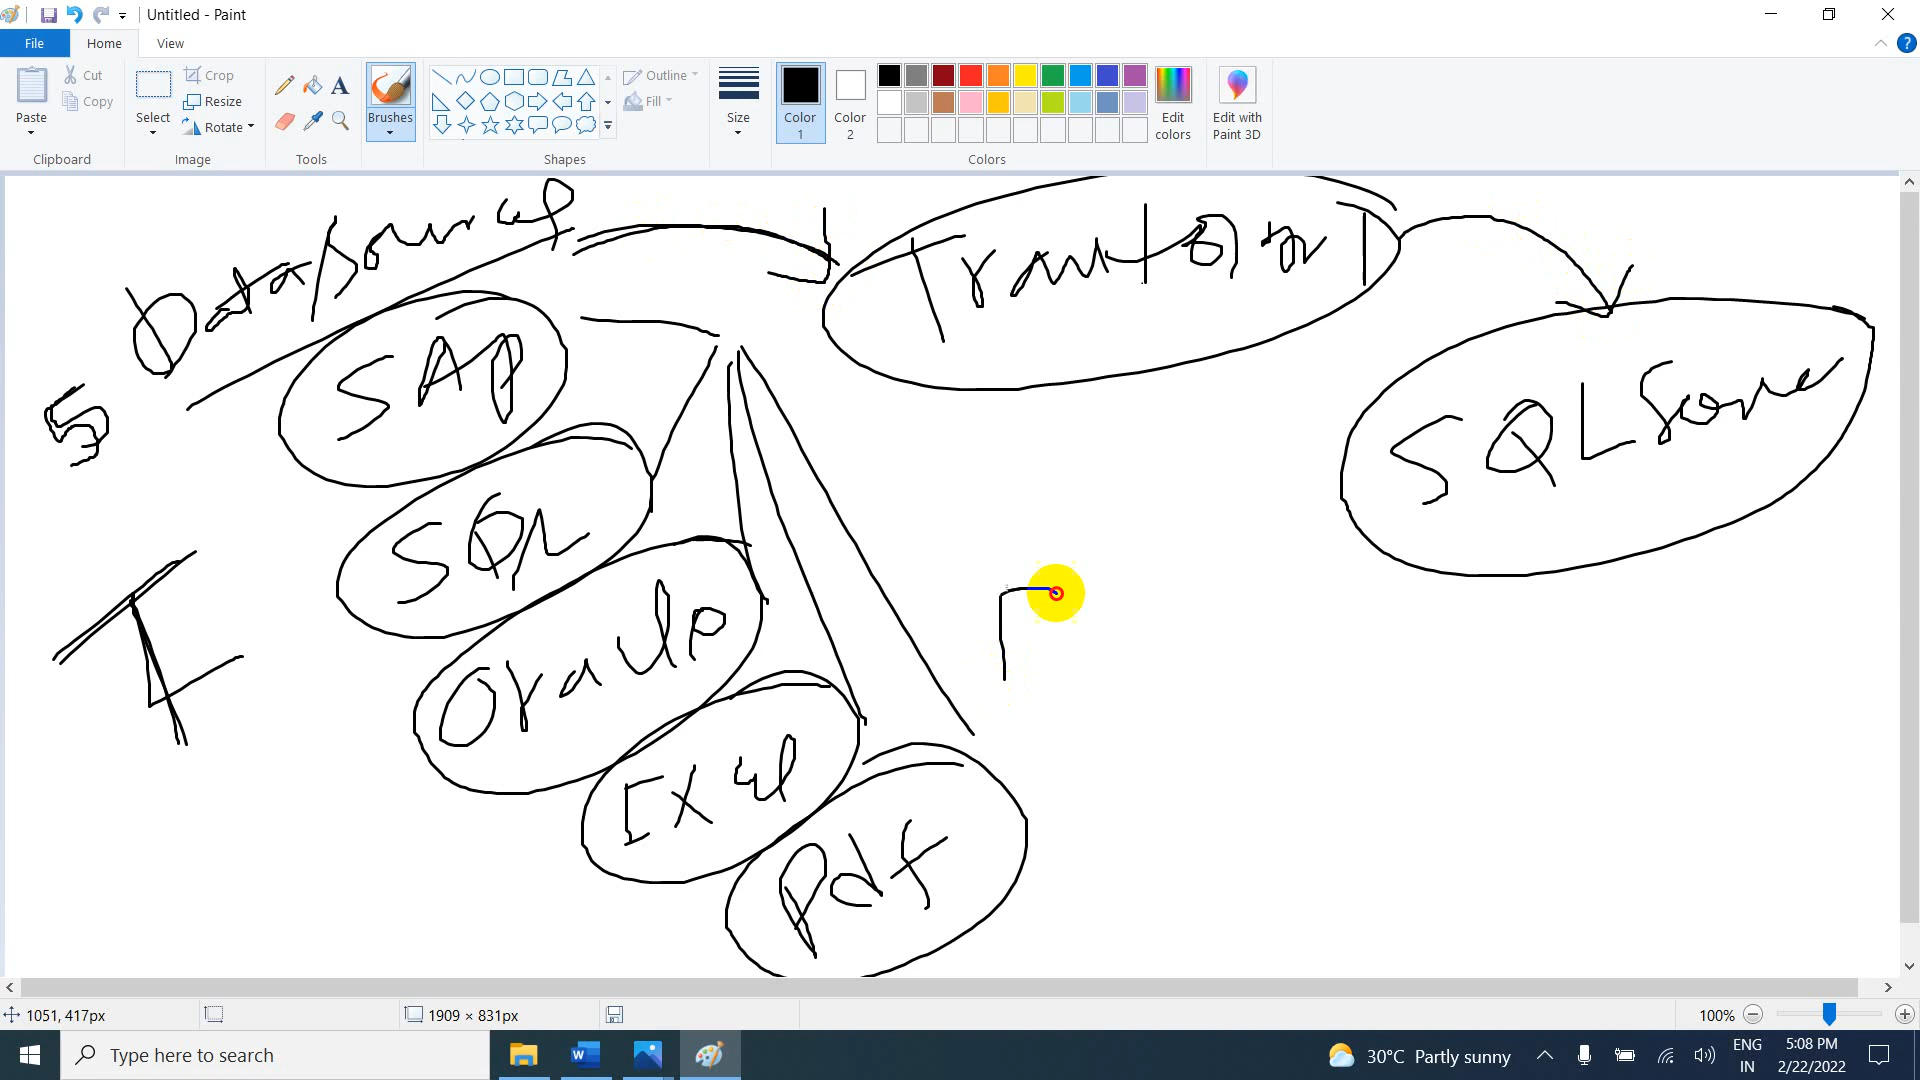 Untitled - Paint
File
Home
View
Paste
Cut
Copy
Clipboard
Select
Crop
Resize
Rotate
Image
Tools
Brushes
Shapes
Outline
Fill
Size
Color 1
Color 2
Edit colors
Edit with Paint 3D
Colors
5
SAP
SQL
Oracle
Excel
Pdf
SQL
1051, 417px
1909 × 831px
100%
Type here to search
30°C Partly sunny
ENG
IN
5:08 PM
2/22/2022